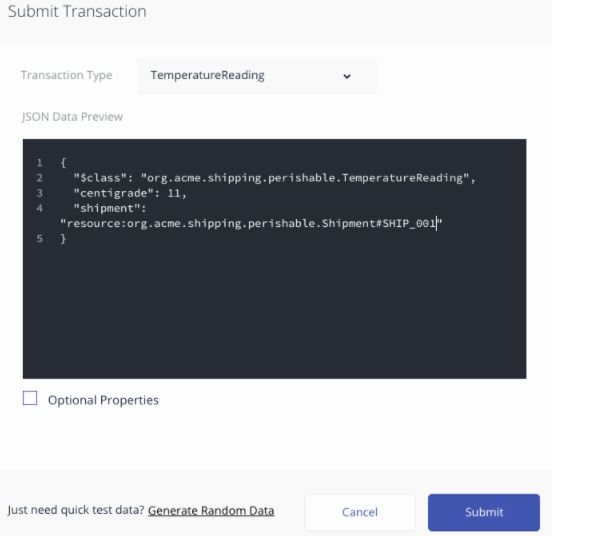 Submit Transaction
Transaction Type TemperatureReading
JSON Data Preview
1 {
2 "$class": "org.acme.shipping.perishable.TemperatureReading",
3 "centigrade": 11,
4 "shipment":
"resource:org.acme.shipping.perishable.Shipment#SHIP_001"
5 }
Optional Properties
Just need quick test data? Generate Random Data Cancel Submit